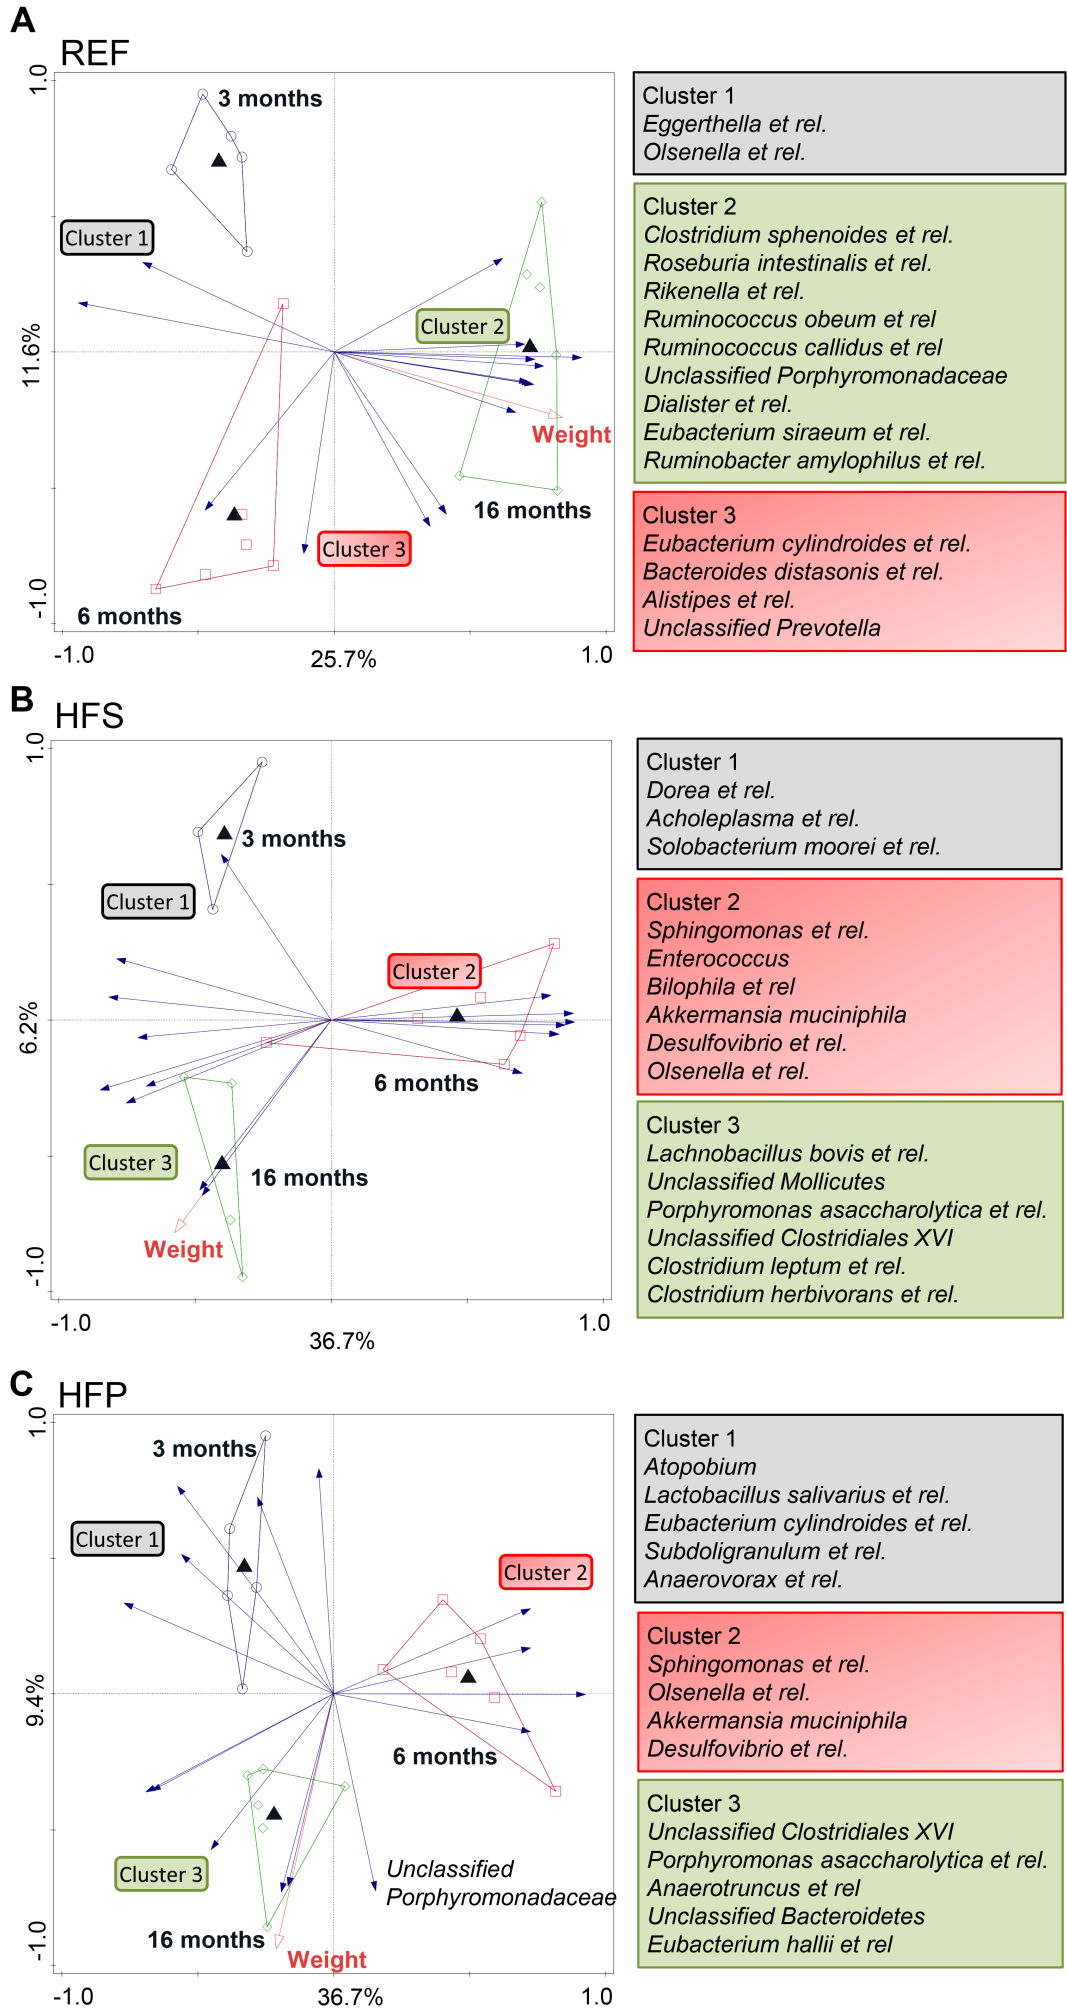 A
REF
1.0
3 months
Cluster 1
Cluster 2
Weight
11.6%
16 months
Cluster 3
6 months
-1.0
-1.0
25.7%
1.0
Cluster 1
Eggerthella et rel.
Olsenella et rel.
Cluster 2
Clostridium sphenoides et rel.
Roseburia intestinalis et rel.
Rikenella et rel.
Ruminococcus obeum et rel
Ruminococcus callidus et rel
Unclassified Porphyromonadaceae
Dialister et rel.
Eubacterium siraeum et rel.
Ruminobacter amylophilus et rel.
Cluster 3
Eubacterium cylindroides et rel.
Bacteroides distasonis et rel.
Alistipes et rel.
Unclassified Prevotella
B
HFS
1.0
3 months
Cluster 1
Cluster 2
6.2%
6 months
Cluster 3
16 months
Weight
-1.0
-1.0
36.7%
1.0
Cluster 1
Dorea et rel.
Acholeplasma et rel.
Solobacterium moorei et rel.
Cluster 2
Sphingomonas et rel.
Enterococcus
Bilophila et rel
Akkermansia muciniphila
Desulfovibrio et rel.
Olsenella et rel.
Cluster 3
Lachnobacillus bovis et rel.
Unclassified Mollicutes
Porphyromonas asaccharolytica et rel.
Unclassified Clostridiales XVI
Clostridium leptum et rel.
Clostridium herbivorans et rel.
C
HFP
1.0
3 months
Cluster 1
Cluster 2
9.4%
6 months
Cluster 3
Unclassified
Porphyromonadaceae
16 months
Weight
-1.0
-1.0
36.7%
1.0
Cluster 1
Atopobium
Lactobacillus salivarius et rel.
Eubacterium cylindroides et rel.
Subdoligranulum et rel.
Anaerovorax et rel.
Cluster 2
Sphingomonas et rel.
Olsenella et rel.
Akkermansia muciniphila
Desulfovibrio et rel.
Cluster 3
Unclassified Clostridiales XVI
Porphyromonas asaccharolytica et rel.
Anaerotruncus et rel
Unclassified Bacteroidetes
Eubacterium hallii et rel